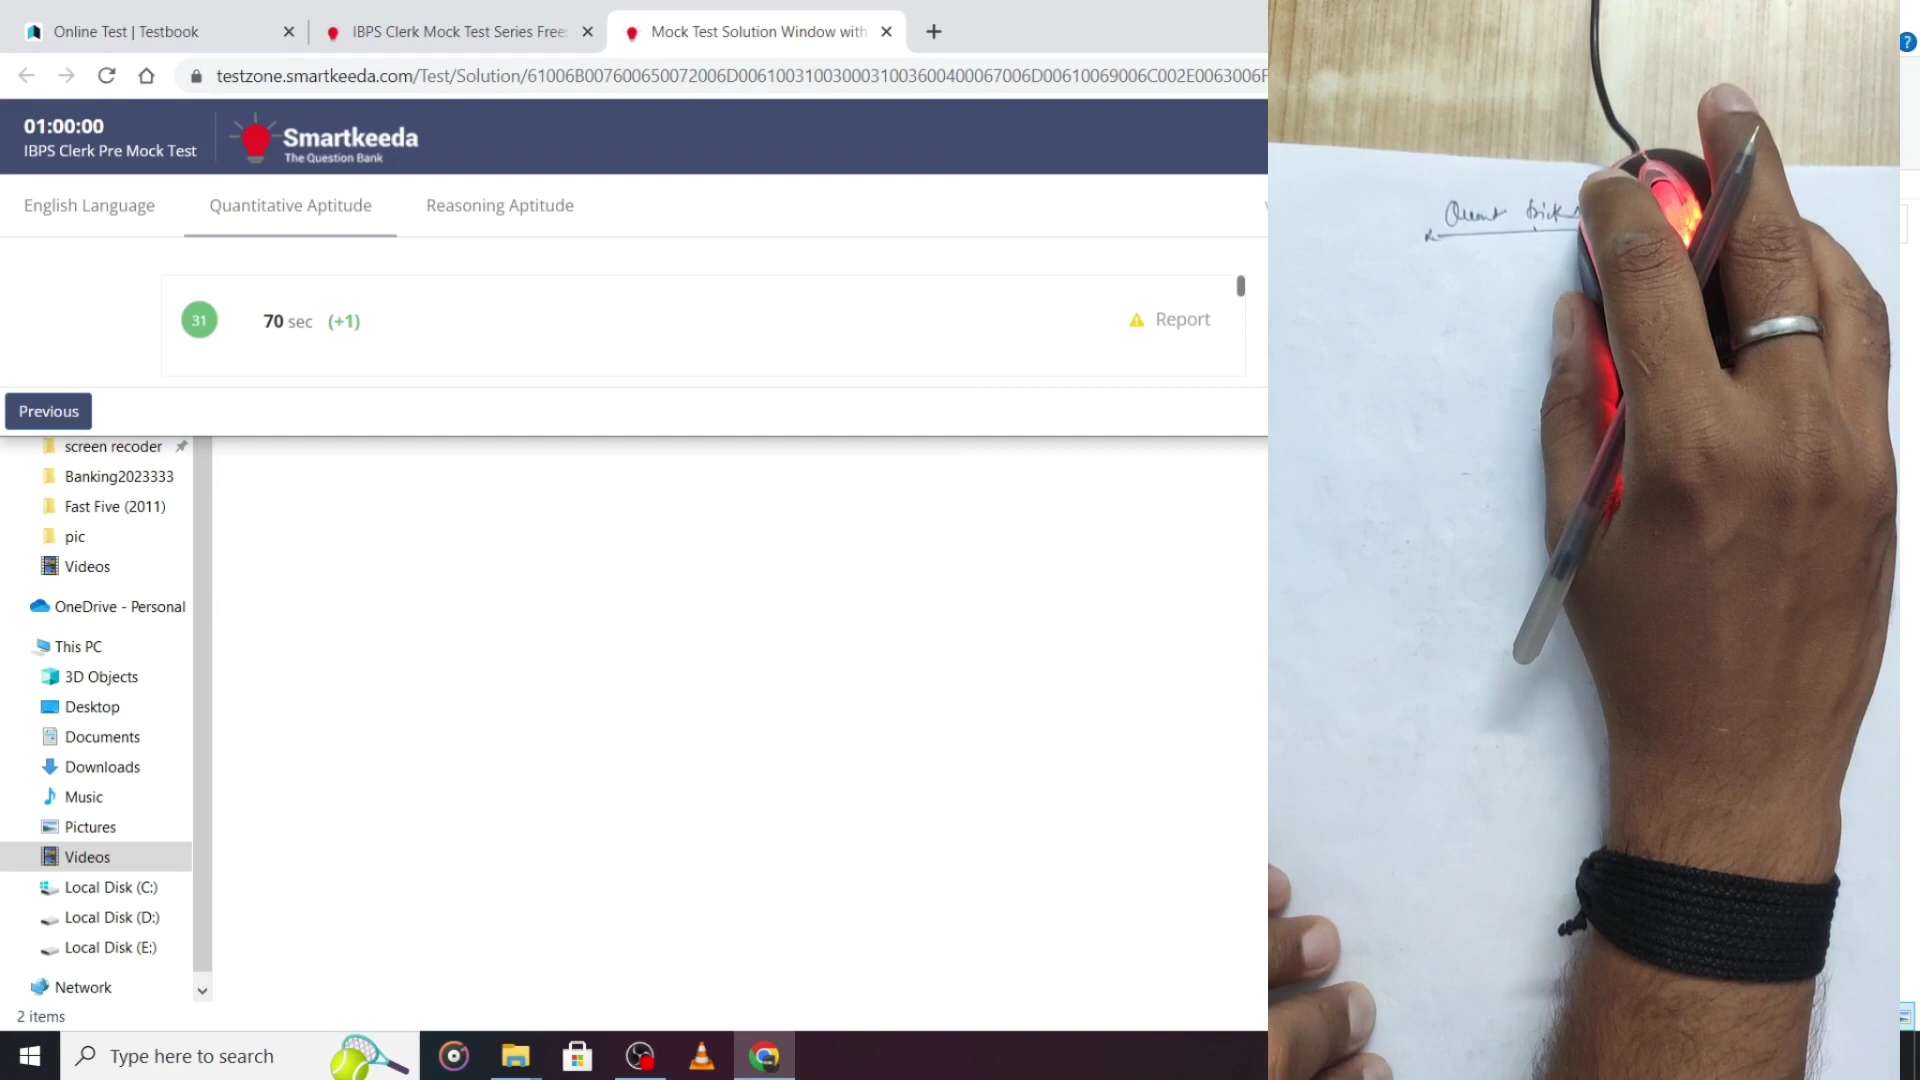 Online Test | Testbook
IBPS Clerk Mock Test Series Free:
Mock Test Solution Window with
testzone.smartkeeda.com/Test/Solution/61006B007600650072006D0061003100300031003600400067006D00610069006C002E0063006F
01:00:00
IBPS Clerk Pre Mock Test
Smartkeeda
The Question Bank
English Language
Quantitative Aptitude
Reasoning Aptitude
31
70 sec (+1)
Report
Previous
screen recoder
Banking2023333
Fast Five (2011)
pic
Videos
OneDrive - Personal
This PC
3D Objects
Desktop
Documents
Downloads
Music
Pictures
Videos
Local Disk (C:)
Local Disk (D:)
Local Disk (E:)
Network
2 items
Type here to search
Quant trick
?